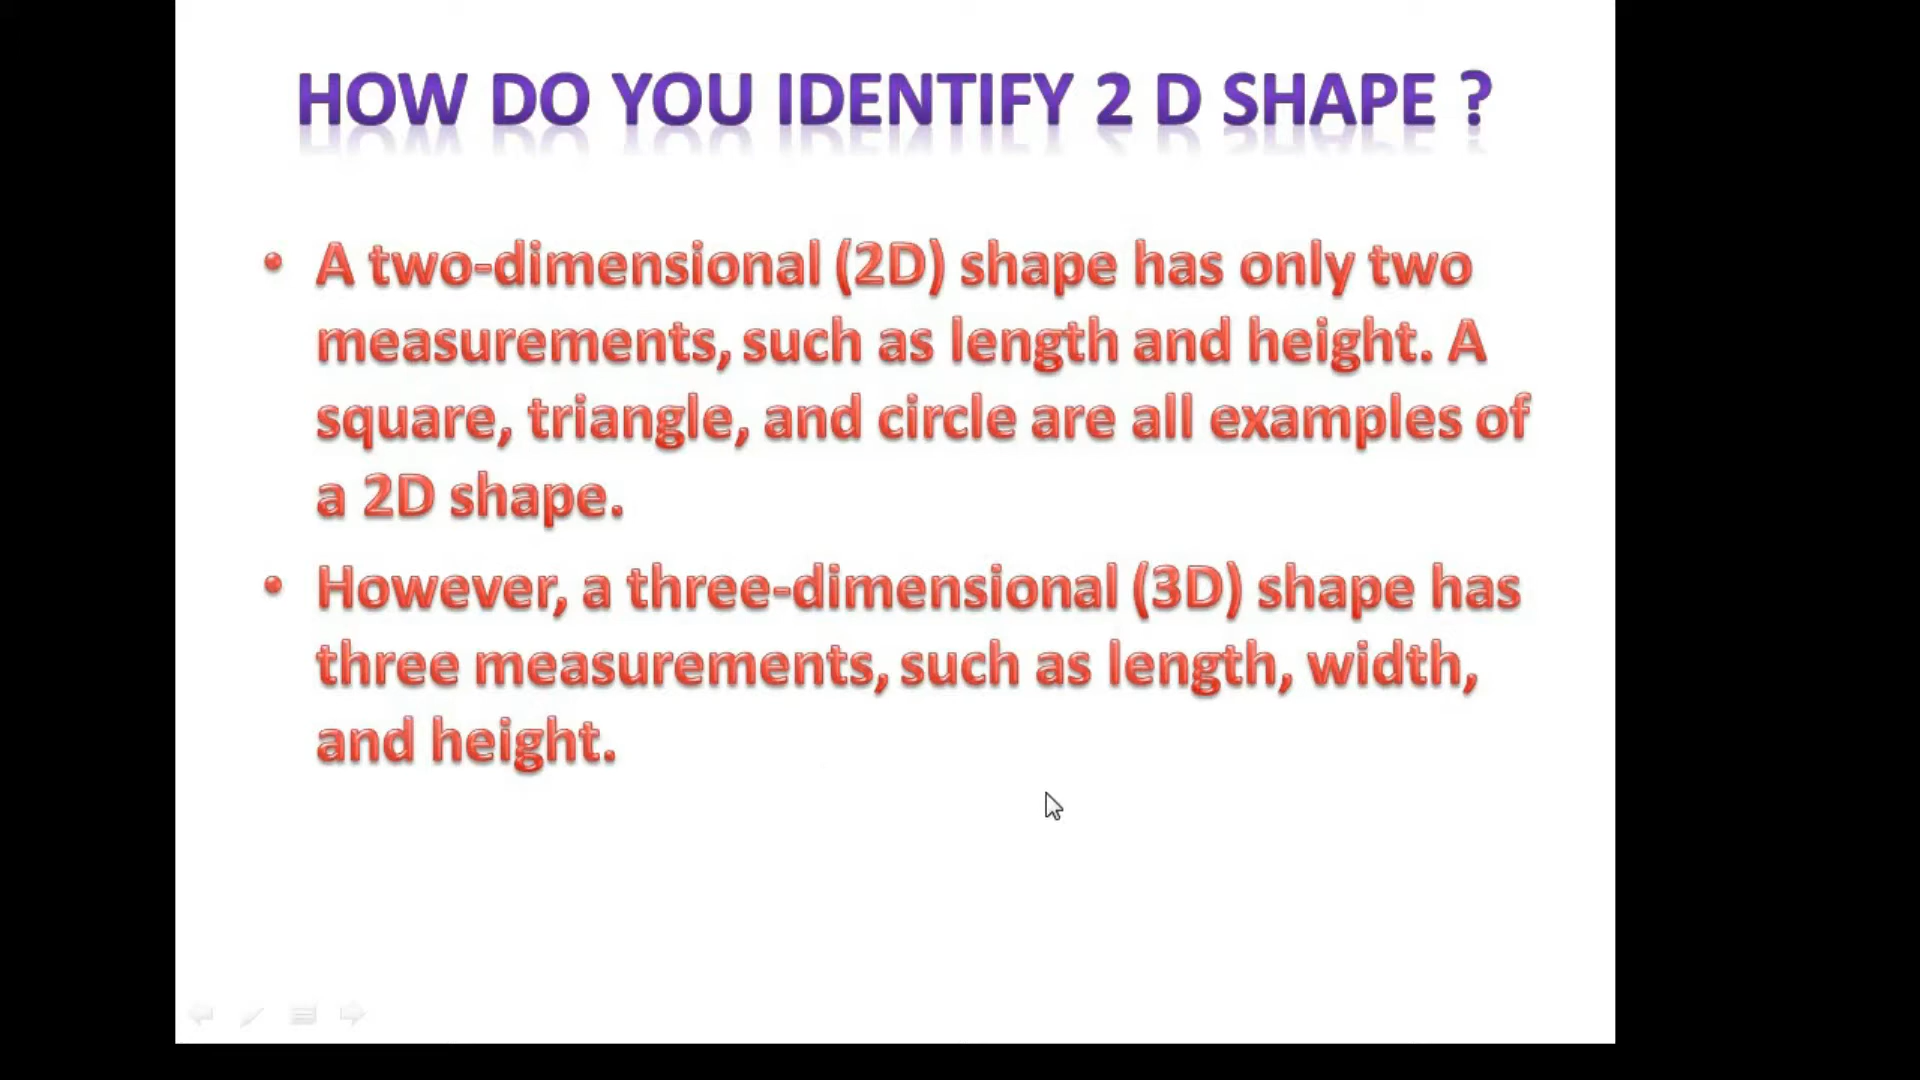 HOW DO YOU IDENTIFY 2 D SHAPE ?
• A two-dimensional (2D) shape has only two
measurements, such as length and height. A
square, triangle, and circle are all examples of
a 2D shape.
• However, a three-dimensional (3D) shape has
three measurements, such as length, width,
and height.